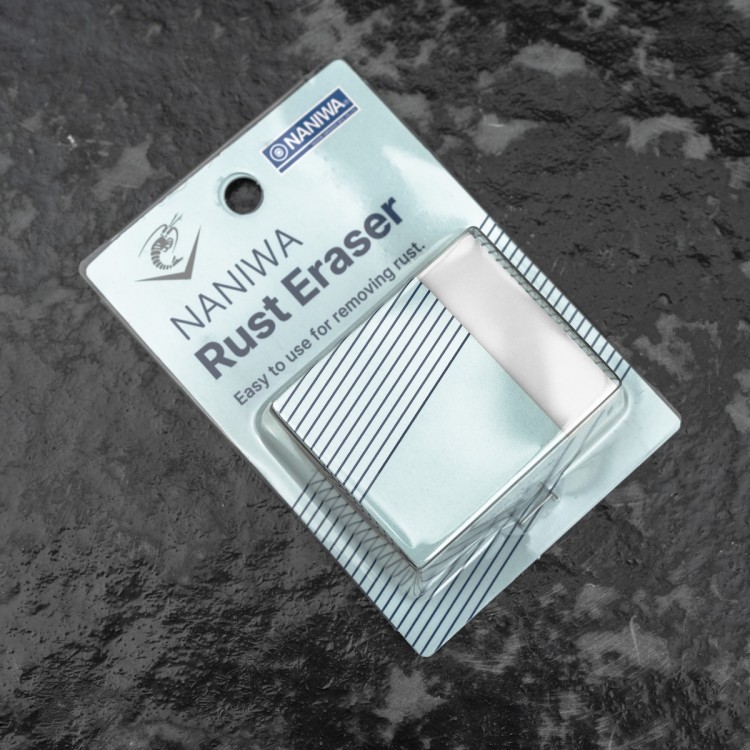 NANIWA
NANIWA
Rust Eraser
Easy to use for removing rust.